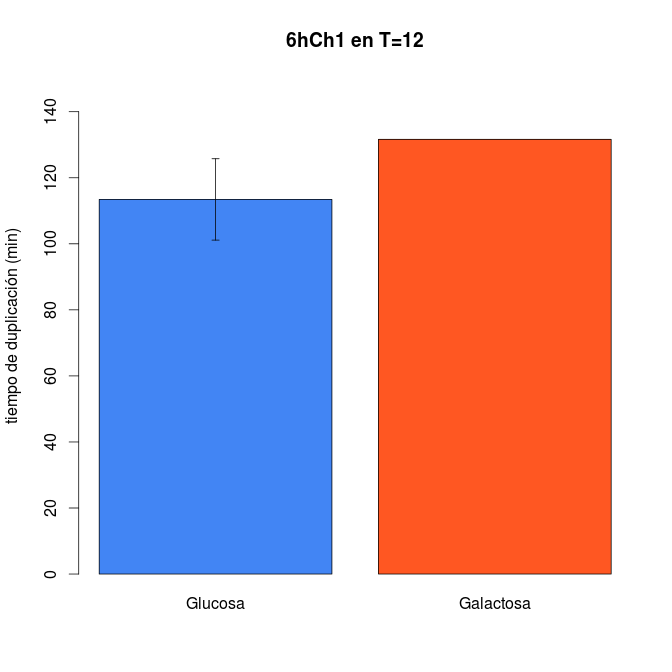 6hCh1 en T=12
tiempo de duplicación (min)
140
120
100
80
60
40
20
0
Glucosa
Galactosa